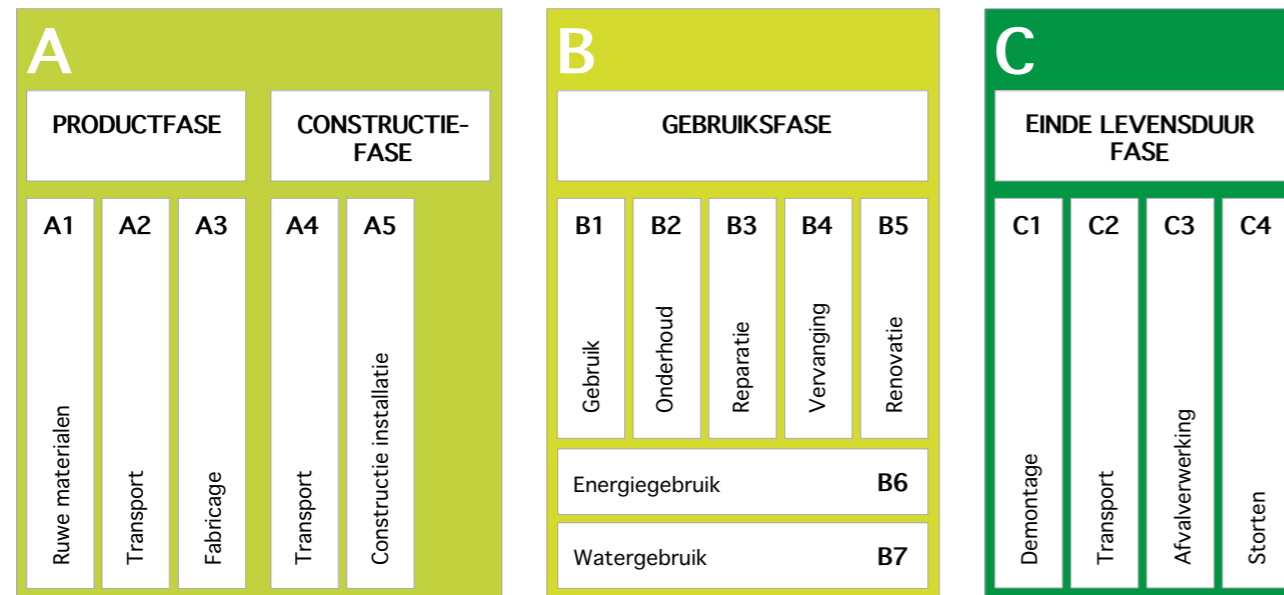 A
PRODUCTFASE
CONSTRUCTIE-
FASE
A1
Ruwe materialen
A2
Transport
A3
Fabricage
A4
Transport
A5
Constructie installatie
B
GEBRUIKSFASE
B1
Gebruik
B2
Onderhoud
B3
Reparatie
B4
Vervanging
B5
Renovatie
Energiegebruik B6
Watergebruik B7
C
EINDE LEVENSDUUR
FASE
C1
Demontage
C2
Transport
C3
Afvalverwerking
C4
Storten